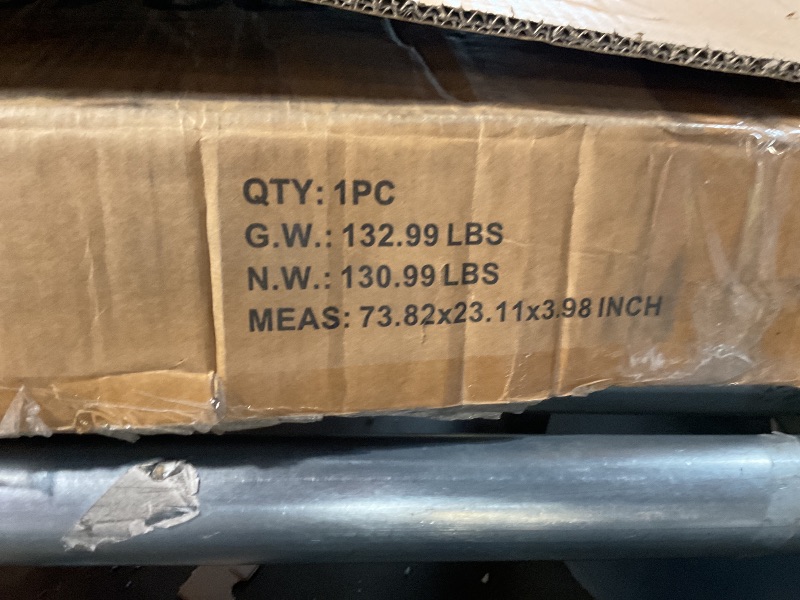 QTY: 1PC
G.W.: 132.99 LBS
N.W.: 130.99 LBS
MEAS: 73.82x23.11x3.98 INCH